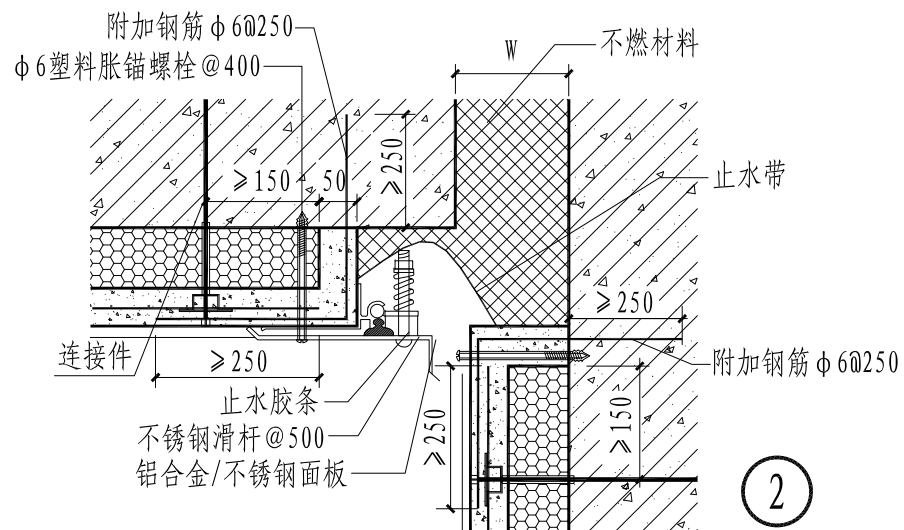 附加钢筋ϕ6@250
ϕ6塑料胀锚螺栓@400
不燃材料
W
≥250
≥150
50
止水带
≥250
连接件
≥250
附加钢筋ϕ6@250
止水胶条
不锈钢滑杆@500
铝合金/不锈钢面板
≥250
≥150
2